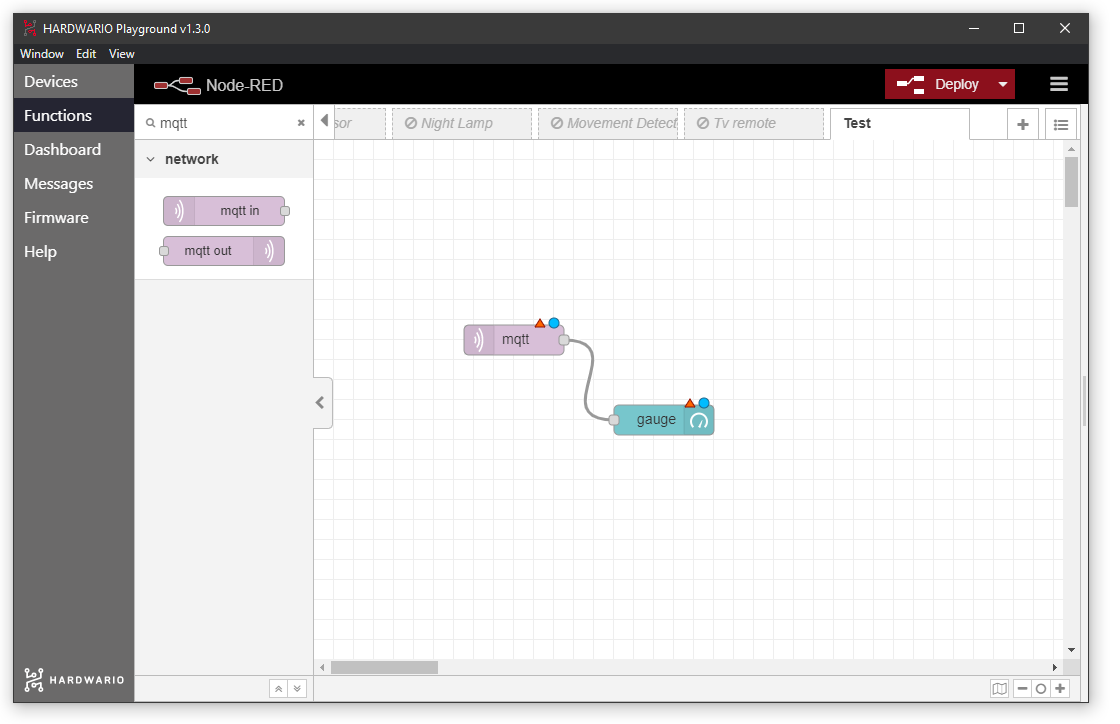 HARDWARIO Playground v1.3.0
Window Edit View
Devices
Functions
Dashboard
Messages
Firmware
Help
HARDWARIO
Node-RED
Deploy
mqtt
network
mqtt in
mqtt out
sor
Night Lamp
Movement Detect
Tv remote
Test
mqtt
gauge